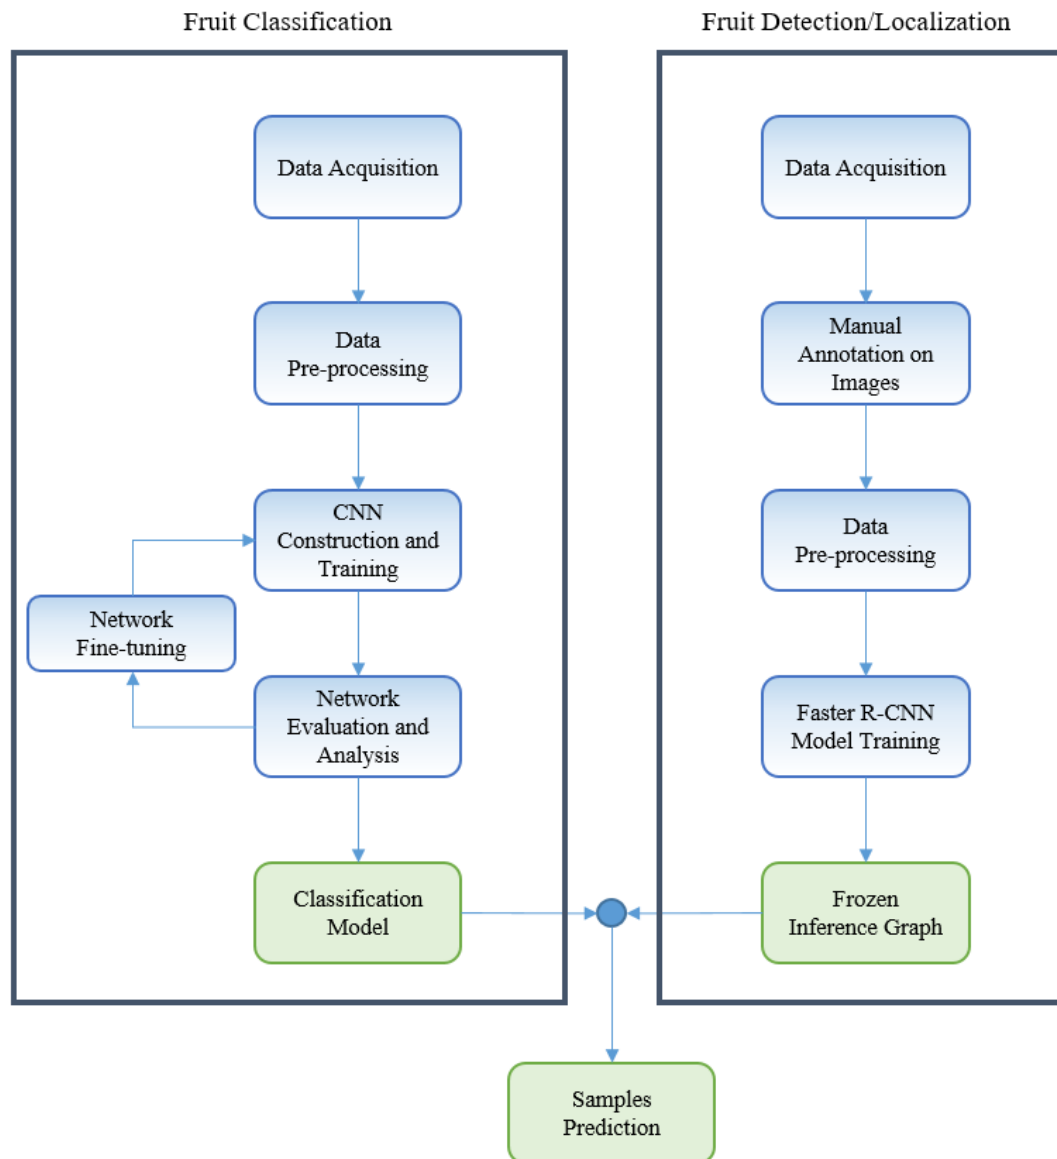 Fruit Classification
Data Acquisition
Data
Pre-processing
CNN
Construction and
Training
Network
Fine-tuning
Network
Evaluation and
Analysis
Classification
Model
Fruit Detection/Localization
Data Acquisition
Manual
Annotation on
Images
Data
Pre-processing
Faster R-CNN
Model Training
Frozen
Inference Graph
Samples
Prediction